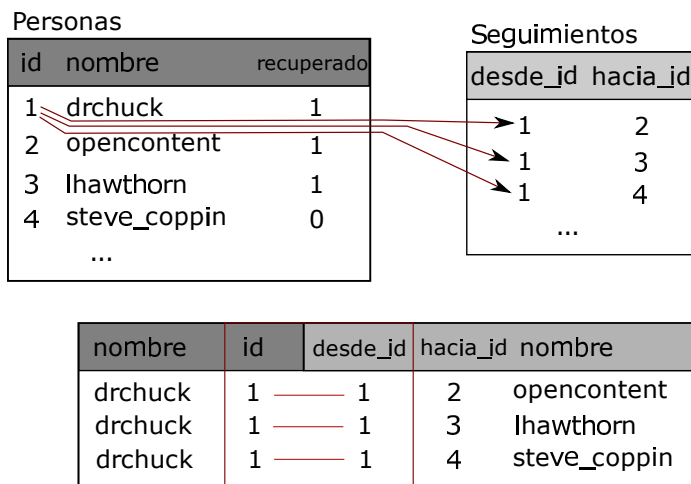 Personas
id nombre recuperado
1 drchuck 1
2 opencontent 1
3 lhawthorn 1
4 steve_coppin 0
...
Seguimientos
desde_id hacia_id
1 2
1 3
1 4
...
nombre id desde_id hacia_id nombre
drchuck 1 1 2 opencontent
drchuck 1 1 3 lhawthorn
drchuck 1 1 4 steve_coppin